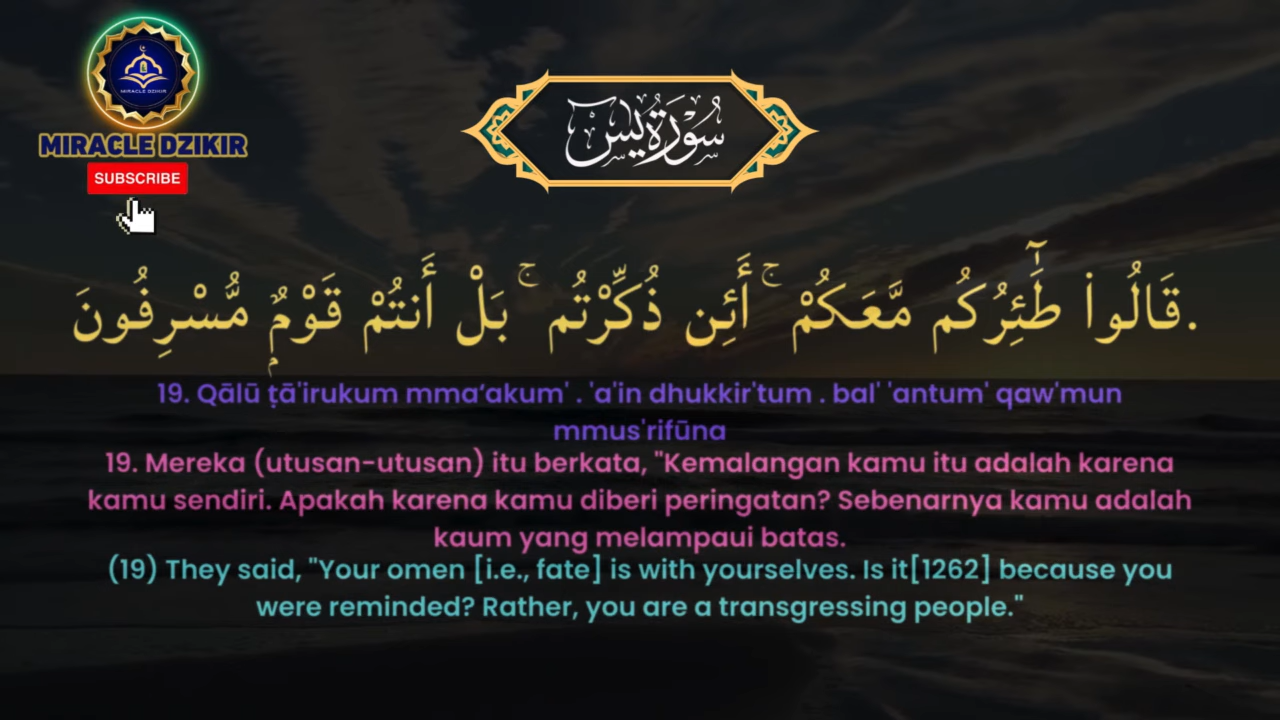 MIRACLE DZIKIR
MIRACLE DZIKIR
SUBSCRIBE
سُورَةُ يس
.قَالُوا۟ طَٰٓئِرُكُم مَّعَكُمْ ۚ أَئِن ذُكِّرْتُم ۚ بَلْ أَنتُمْ قَوْمٌۭ مُّسْرِفُونَ
19. Qālū ṭā'irukum mma‘akum' . 'a'in dhukkir'tum . bal' 'antum' qaw'mun
mmus'rifūna
19. Mereka (utusan-utusan) itu berkata, "Kemalangan kamu itu adalah karena
kamu sendiri. Apakah karena kamu diberi peringatan? Sebenarnya kamu adalah
kaum yang melampaui batas.
(19) They said, "Your omen [i.e., fate] is with yourselves. Is it[1262] because you
were reminded? Rather, you are a transgressing people."